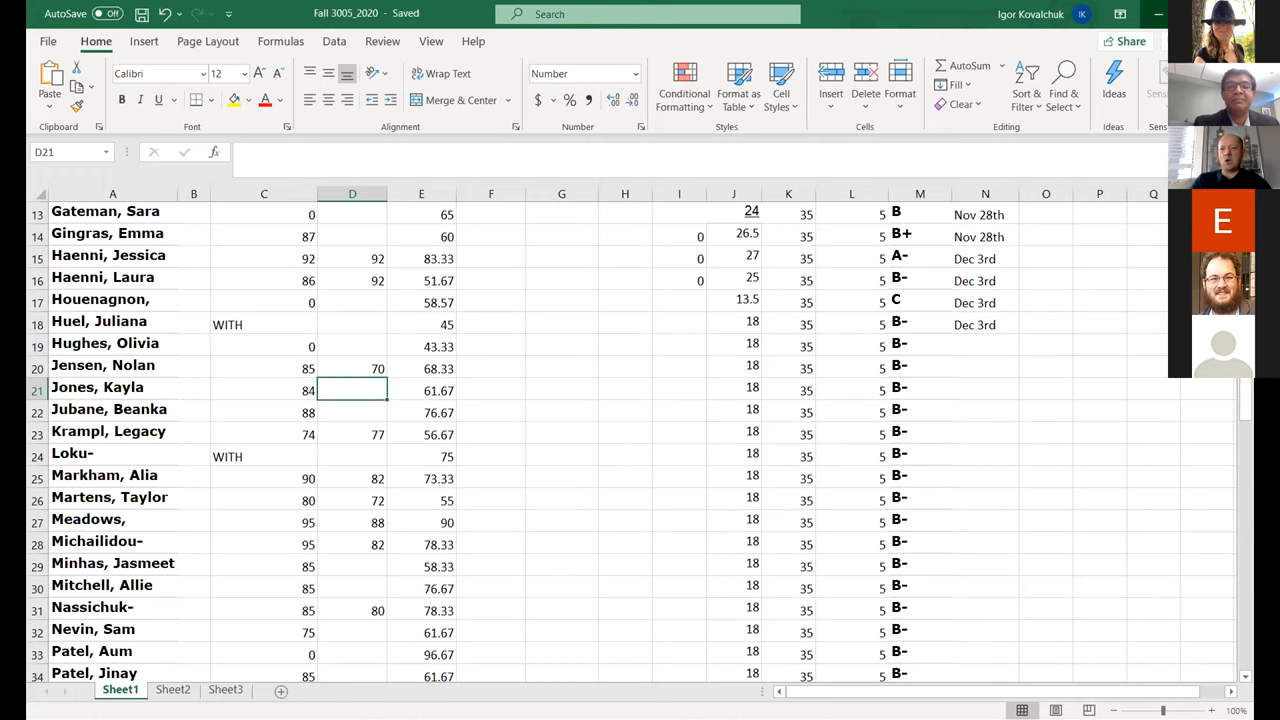 AutoSave Off Fall 3005_2020 - Saved Search Igor Kovalchuk IK
File Home Insert Draw Page Layout Formulas Data Review View Help Share
Paste Calibri 12 A A B I U A Wrap Text Merge & Center Number $ % Conditional Formatting Format as Table Cell Styles Insert Delete Format AutoSum Fill Clear Sort & Filter Find & Select Ideas
Clipboard Font Alignment Number Styles Cells Editing Ideas
D21 fx
A B C D E G H I J K L M N O P Q
13 Gateman, Sara 0 65 24 35 5 B Nov 28th
14 Gingras, Emma 87 60 0 26.5 35 5 B+ Nov 28th
15 Haenni, Jessica 92 92 83.33 0 27 35 5 A- Dec 3rd
16 Haenni, Laura 86 92 51.67 0 25 35 5 B- Dec 3rd
17 Houenagnon, 0 58.57 13.5 35 5 C Dec 3rd
18 Huel, Juliana WITH 45 18 35 5 B- Dec 3rd
19 Hughes, Olivia 0 43.33 18 35 5 B-
20 Jensen, Nolan 85 70 68.33 18 35 5 B-
21 Jones, Kayla 84 61.67 18 35 5 B-
22 Jubane, Beanka 88 76.67 18 35 5 B-
23 Krampl, Legacy 74 77 56.67 18 35 5 B-
24 Loku- WITH 75 18 35 5 B-
25 Markham, Alia 90 82 73.33 18 35 5 B-
26 Martens, Taylor 80 72 55 18 35 5 B-
27 Meadows, 95 88 90 18 35 5 B-
28 Michailidou- 95 82 78.33 18 35 5 B-
29 Minhas, Jasmeet 85 58.33 18 35 5 B-
30 Mitchell, Allie 85 76.67 18 35 5 B-
31 Nassichuk- 85 80 78.33 18 35 5 B-
32 Nevin, Sam 75 61.67 18 35 5 B-
33 Patel, Aum 0 96.67 18 35 5 B-
34 Patel, Jinay 85 61.67 18 35 5 B-
Sheet1 Sheet2 Sheet3
100%
E